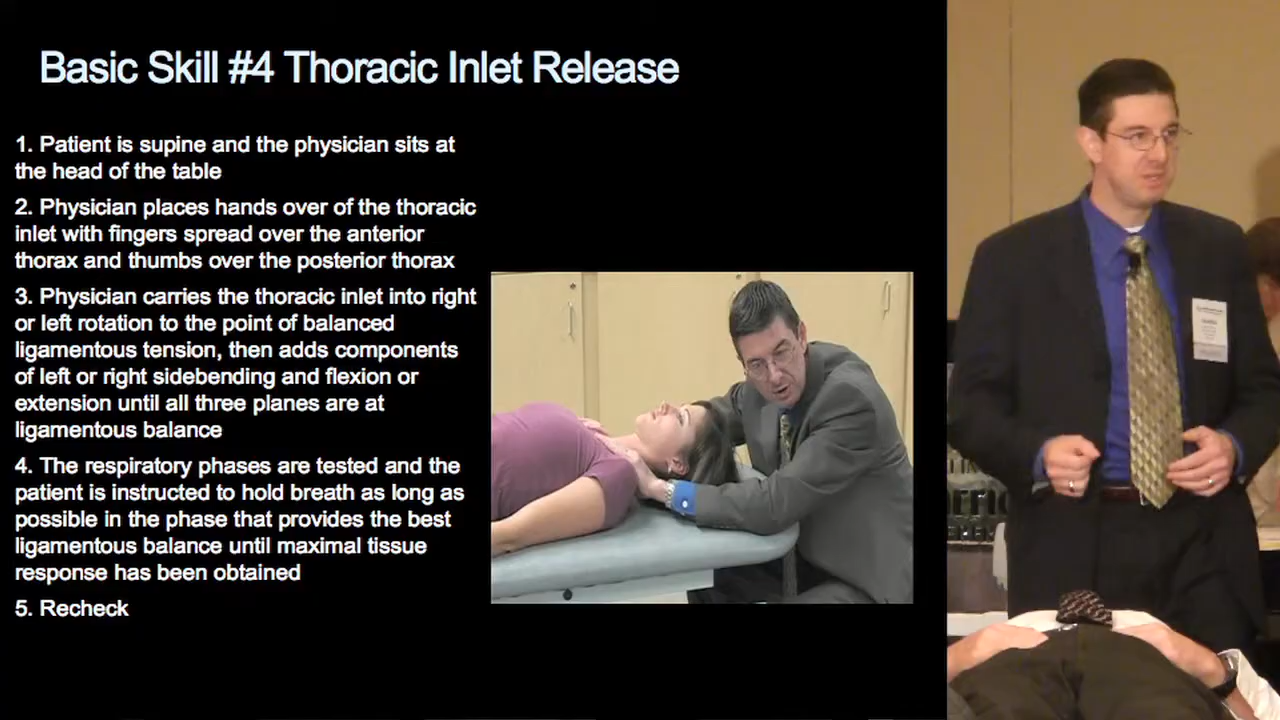 Basic Skill #4 Thoracic Inlet Release
1. Patient is supine and the physician sits at
the head of the table
2. Physician places hands over of the thoracic
inlet with fingers spread over the anterior
thorax and thumbs over the posterior thorax
3. Physician carries the thoracic inlet into right
or left rotation to the point of balanced
ligamentous tension, then adds components
of left or right sidebending and flexion or
extension until all three planes are at
ligamentous balance
4. The respiratory phases are tested and the
patient is instructed to hold breath as long as
possible in the phase that provides the best
ligamentous balance until maximal tissue
response has been obtained
5. Recheck